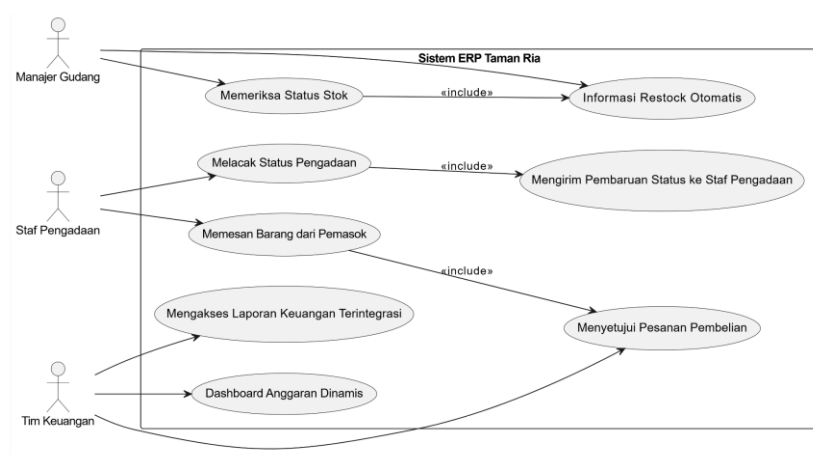 Sistem ERP Taman Ria
Manajer Gudang
Memeriksa Status Stok
«include»
Informasi Restock Otomatis
Melacak Status Pengadaan
«include»
Mengirim Pembaruan Status ke Staf Pengadaan
Staf Pengadaan
Memesan Barang dari Pemasok
«include»
Mengakses Laporan Keuangan Terintegrasi
Menyetujui Pesanan Pembelian
Dashboard Anggaran Dinamis
Tim Keuangan